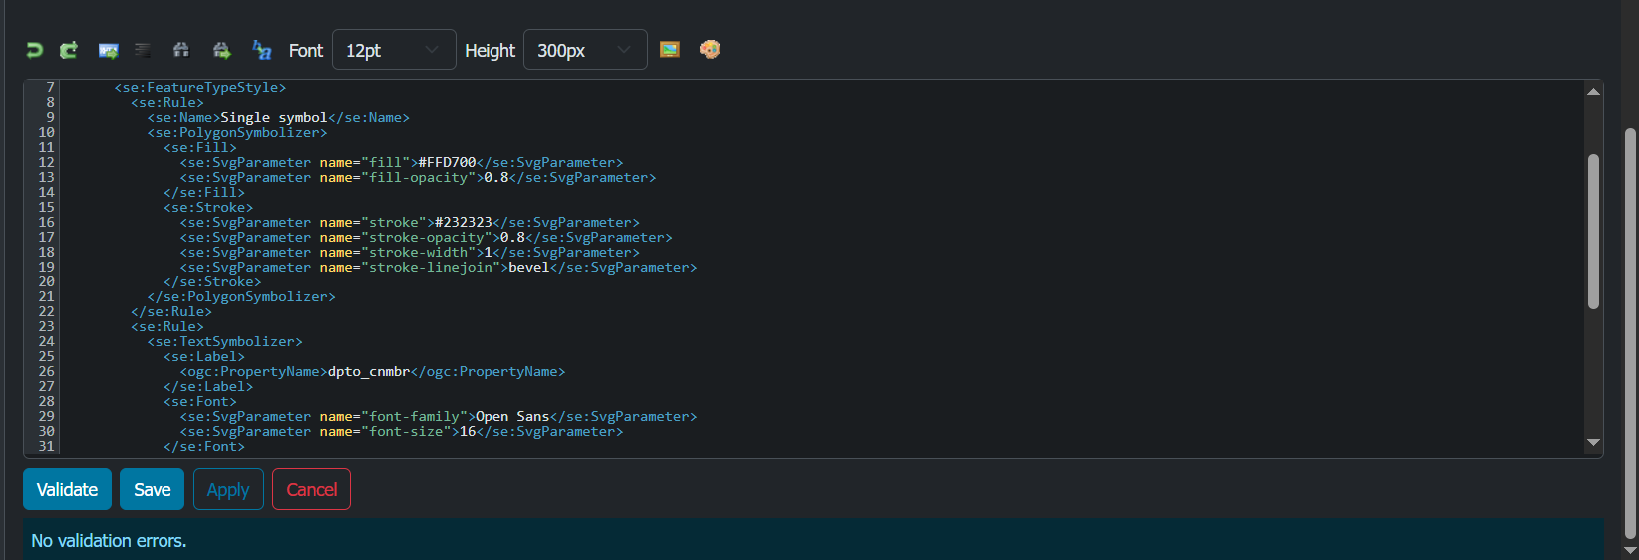 Font 12pt Height 300px
7 <se:FeatureTypeStyle>
8 <se:Rule>
9 <se:Name>Single symbol</se:Name>
10 <se:PolygonSymbolizer>
11 <se:Fill>
12 <se:SvgParameter name="fill">#FFD700</se:SvgParameter>
13 <se:SvgParameter name="fill-opacity">0.8</se:SvgParameter>
14 </se:Fill>
15 <se:Stroke>
16 <se:SvgParameter name="stroke">#232323</se:SvgParameter>
17 <se:SvgParameter name="stroke-opacity">0.8</se:SvgParameter>
18 <se:SvgParameter name="stroke-width">1</se:SvgParameter>
19 <se:SvgParameter name="stroke-linejoin">bevel</se:SvgParameter>
20 </se:Stroke>
21 </se:PolygonSymbolizer>
22 </se:Rule>
23 <se:Rule>
24 <se:TextSymbolizer>
25 <se:Label>
26 <ogc:PropertyName>dpto_cnmbr</ogc:PropertyName>
27 </se:Label>
28 <se:Font>
29 <se:SvgParameter name="font-family">Open Sans</se:SvgParameter>
30 <se:SvgParameter name="font-size">16</se:SvgParameter>
31 </se:Font>
Validate Save Apply Cancel
No validation errors.